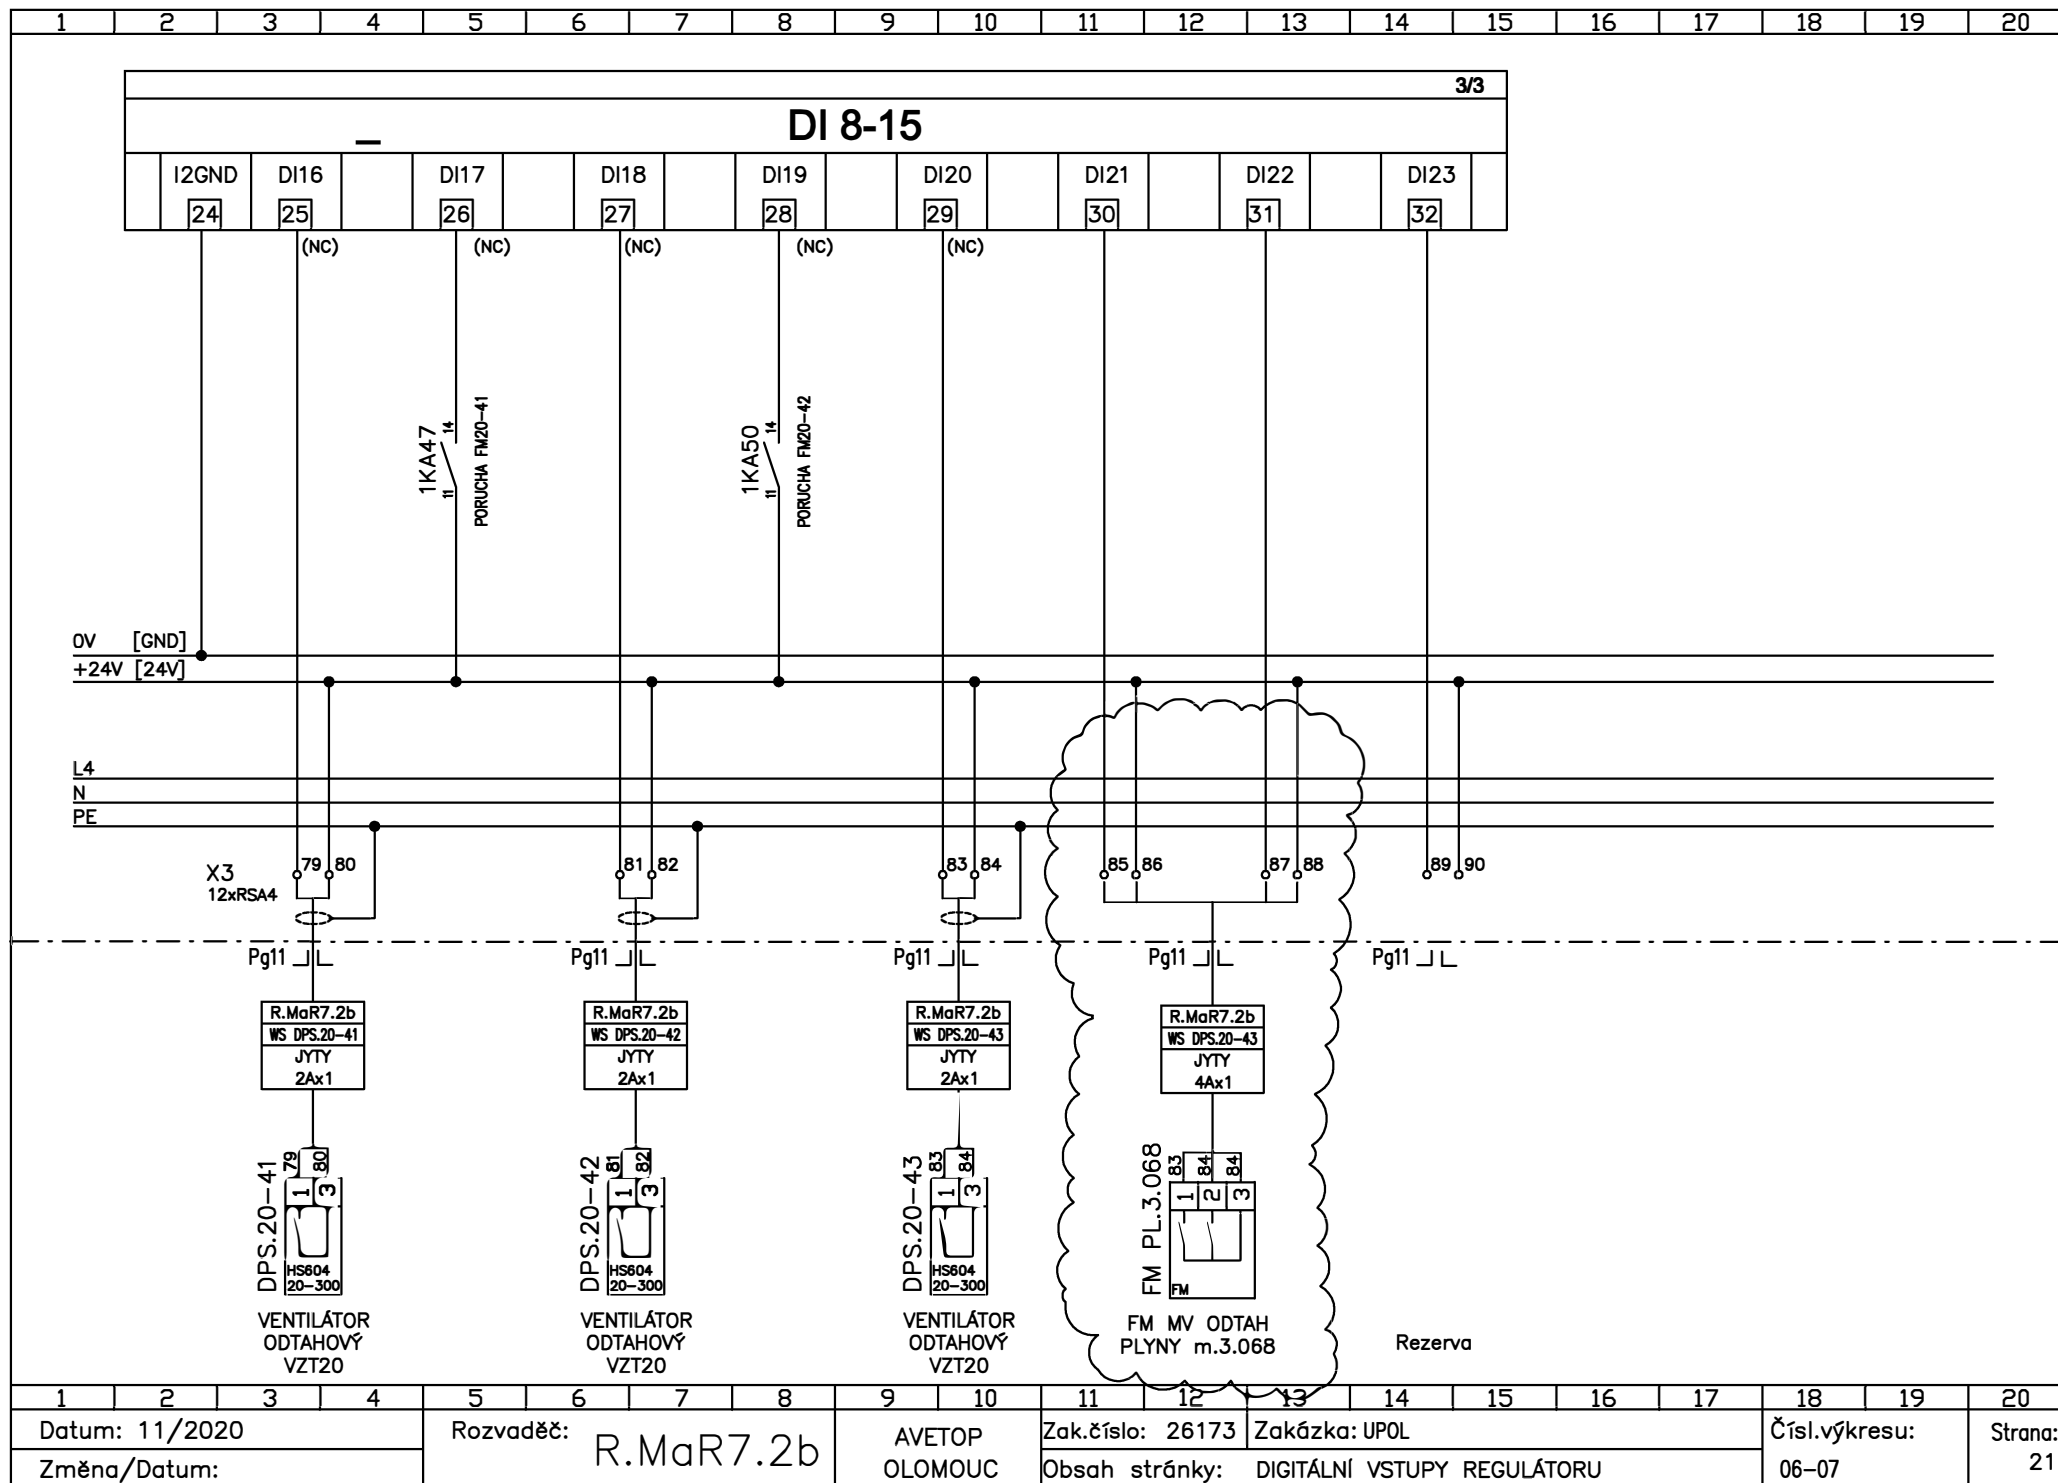 1 2 3 4 5 6 7 8 9 10 11 12 13 14 15 16 17 18 19 20
3/3
DI 8-15
_
I2GND DI16 DI17 DI18 DI19 DI20 DI21 DI22 DI23
24 25 26 27 28 29 30 31 32
(NC) (NC) (NC) (NC) (NC)
1KA47 14 11 PORUCHA FM20-41
1KA50 14 11 PORUCHA FM20-42
0V [GND]
+24V [24V]
L4
N
PE
X3 79 80 81 82 83 84 85 86 87 88 89 90
12xRSA4
Pg11 Pg11 Pg11 Pg11 Pg11
R.MaR7.2b
WS DPS.20-41
JYTY
2Ax1
R.MaR7.2b
WS DPS.20-42
JYTY
2Ax1
R.MaR7.2b
WS DPS.20-43
JYTY
2Ax1
R.MaR7.2b
WS DPS.20-43
JYTY
4Ax1
DPS.20-41
79 80
1 3
HS604
20-300
VENTILÁTOR
ODTAHOVÝ
VZT20
DPS.20-42
81 82
1 3
HS604
20-300
VENTILÁTOR
ODTAHOVÝ
VZT20
DPS.20-43
83 84
1 3
HS604
20-300
VENTILÁTOR
ODTAHOVÝ
VZT20
FM PL.3.068
83 84 84
1 2 3
FM
FM MV ODTAH
PLYNY m.3.068
Rezerva
1 2 3 4 5 6 7 8 9 10 11 12 13 14 15 16 17 18 19 20
Datum: 11/2020
Změna/Datum:
Rozvaděč: R.MaR7.2b
AVETOP
OLOMOUC
Zak.číslo: 26173 Zakázka: UPOL
Obsah stránky: DIGITÁLNÍ VSTUPY REGULÁTORU
Čísl.výkresu:
06-07
Strana:
21